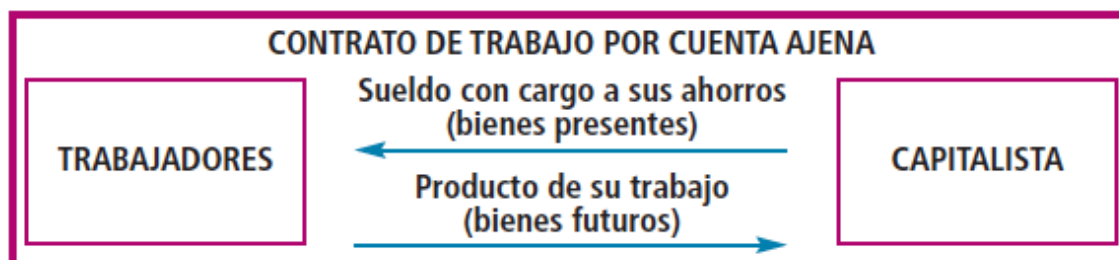 CONTRATO DE TRABAJO POR CUENTA AJENA
Sueldo con cargo a sus ahorros
(bienes presentes)
TRABAJADORES
CAPITALISTA
Producto de su trabajo
(bienes futuros)